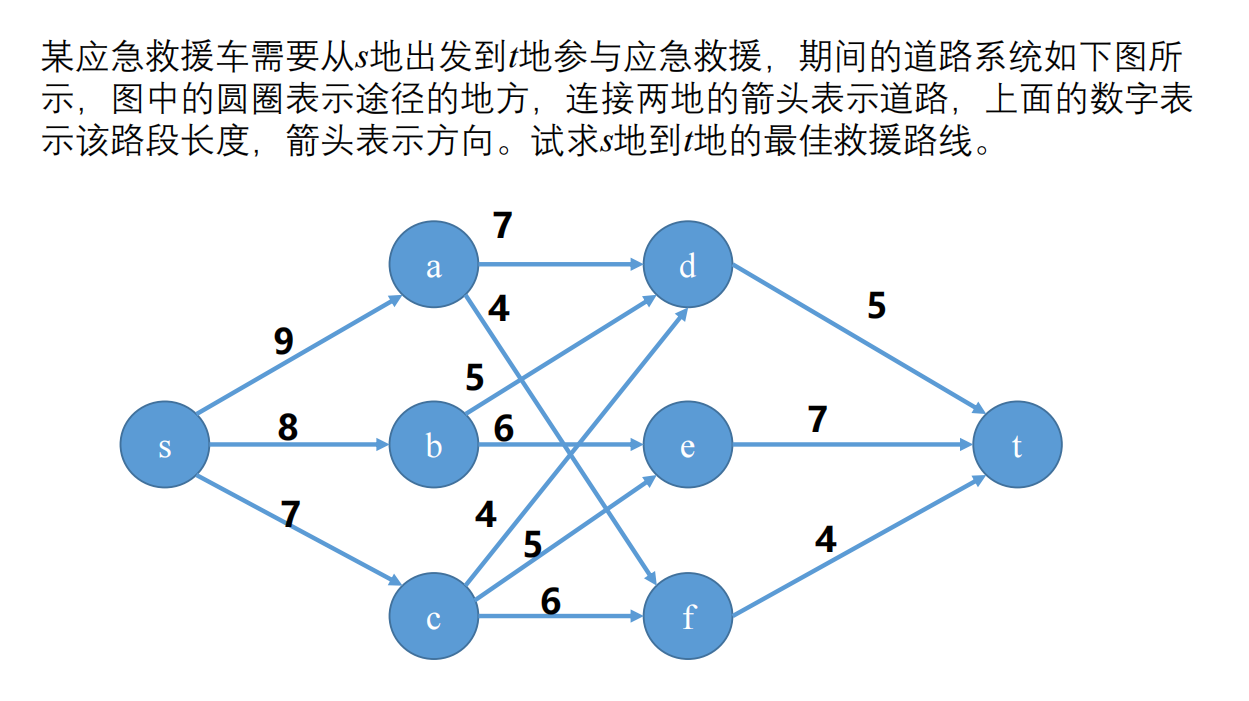 某应急救援车需要从s地出发到t地参与应急救援，期间的道路系统如下图所
示，图中的圆圈表示途径的地方，连接两地的箭头表示道路，上面的数字表
示该路段长度，箭头表示方向。试求s地到t地的最佳救援路线。
7
a
d
4
5
9
5
8
6
7
s
b
e
t
7
4
5
4
6
c
f